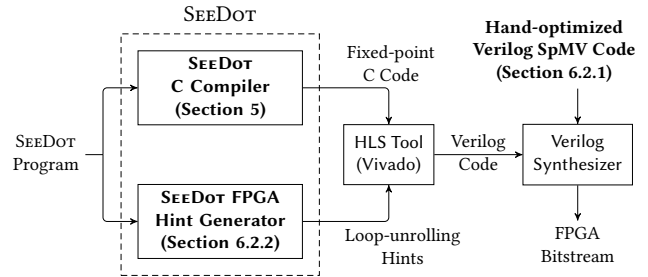 SEEDOT
SEEDOT
C Compiler
(Section 5)
Fixed-point
C Code
Hand-optimized
Verilog SpMV Code
(Section 6.2.1)
SEEDOT
Program
HLS Tool
(Vivado)
Verilog
Code
Verilog
Synthesizer
SEEDOT FPGA
Hint Generator
(Section 6.2.2)
Loop-unrolling
Hints
FPGA
Bitstream